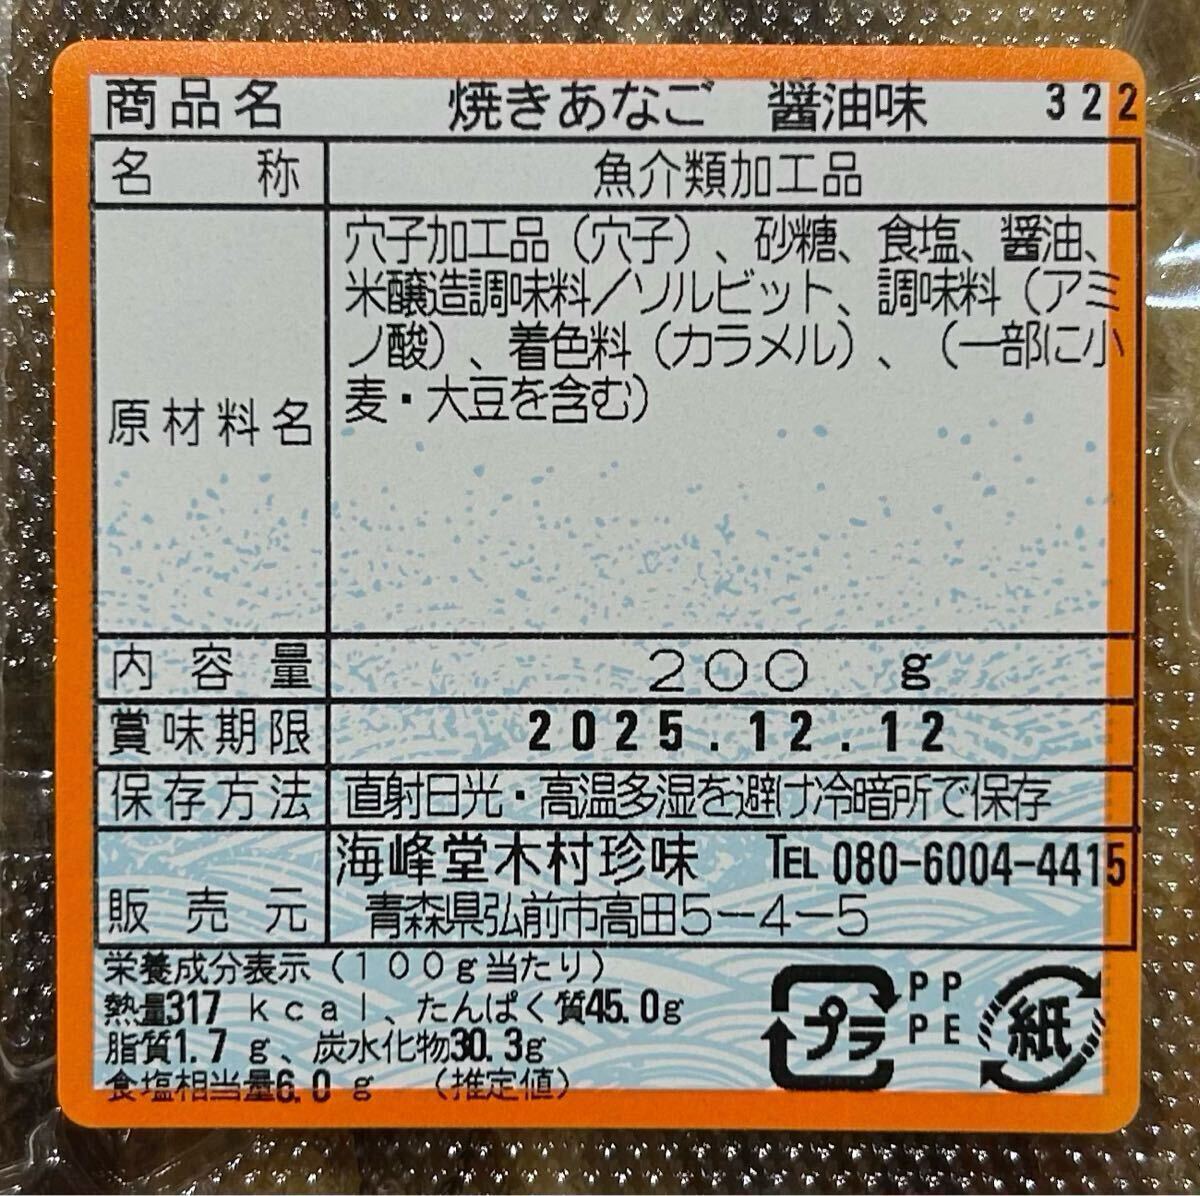 商品名 焼きあなご 醤油味 322
名称 魚介類加工品
原材料名
穴子加工品(穴子)、砂糖、食塩、醤油、
米醸造調味料/ソルビット、調味料(アミ
ノ酸)、着色料(カラメル)、(一部に小
麦・大豆を含む)
内容量 200 g
賞味期限 2025.12.12
保存方法 直射日光・高温多湿を避け冷暗所で保存
販売元
海峰堂木村珍味 TEL 080-6004-4415
青森県弘前市高田5-4-5
栄養成分表示(100g当たり)
熱量317 kcal、たんぱく質45.0g
脂質1.7g、炭水化物30.3g
食塩相当量6.0g (推定値)
プラ
PP
PE
紙